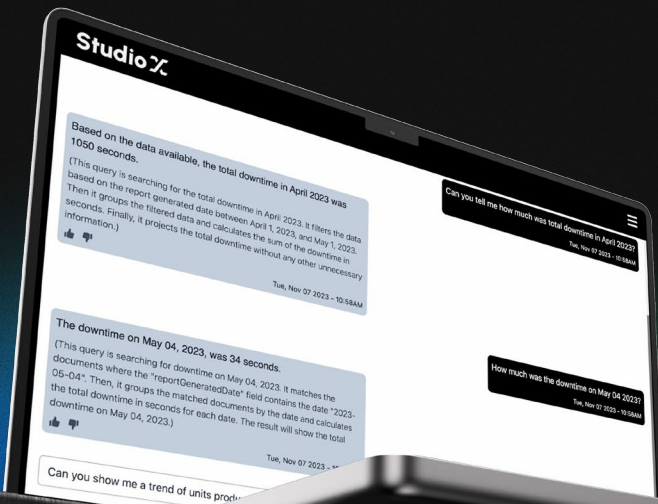 StudioX
Can you tell me how much was total downtime in April 2023?
Tue, Nov 07 2023 - 10:58AM
Based on the data available, the total downtime in April 2023 was
1050 seconds.
(This query is searching for the total downtime in April 2023. It filters the data
based on the report generated date between April 1, 2023, and May 1, 2023.
Then it groups the filtered data and calculates the sum of the downtime in
seconds. Finally, it projects the total downtime without any other unnecessary
information.)
Tue, Nov 07 2023 - 10:58AM
How much was the downtime on May 04 2023?
Tue, Nov 07 2023 - 10:58AM
The downtime on May 04, 2023, was 34 seconds.
(This query is searching for downtime on May 04, 2023. It matches the
documents where the "reportGeneratedDate" field contains the date "2023-
05-04". Then, it groups the matched documents by the date and calculates
the total downtime in seconds for each date. The result will show the total
downtime on May 04, 2023.)
Tue, Nov 07 2023 -
Can you show me a trend of units